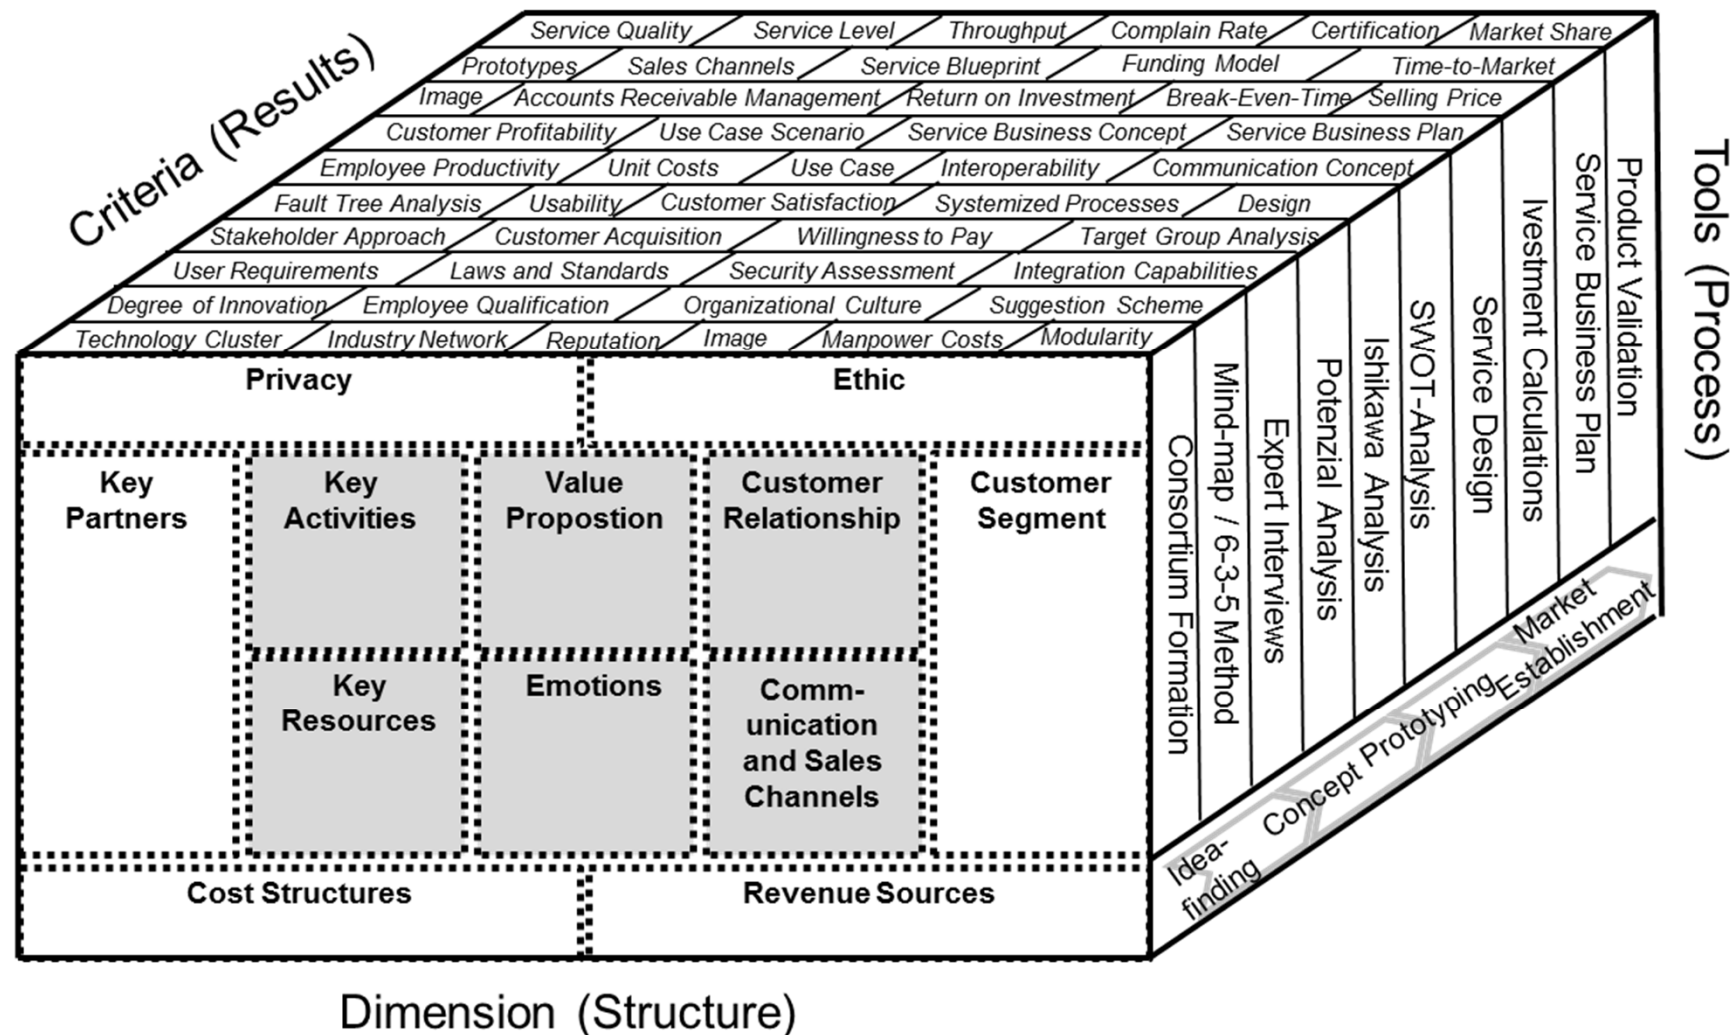 Service Quality Service Level Throughput Complain Rate Certification Market Share
Prototypes Sales Channels Service Blueprint Funding Model Time-to-Market
Image Accounts Receivable Management Return on Investment Break-Even-Time Selling Price
Customer Profitability Use Case Scenario Service Business Concept Service Business Plan
Employee Productivity Unit Costs Use Case Interoperability Communication Concept
Fault Tree Analysis Usability Customer Satisfaction Systemized Processes Design
Stakeholder Approach Customer Acquisition Willingness to Pay Target Group Analysis
User Requirements Laws and Standards Security Assessment Integration Capabilities
Degree of Innovation Employee Qualification Organizational Culture Suggestion Scheme
Technology Cluster Industry Network Reputation Image Manpower Costs Modularity
Criteria (Results)
Privacy
Ethic
Key
Partners
Key
Activities
Value
Propostion
Customer
Relationship
Customer
Segment
Key
Resources
Emotions
Comm-
unication
and Sales
Channels
Cost Structures
Revenue Sources
Dimension (Structure)
Consortium Formation
Mind-map / 6-3-5 Method
Expert Interviews
Potenzial Analysis
Ishikawa Analysis
SWOT-Analysis
Service Design
Ivestment Calculations
Service Business Plan
Product Validation
Tools (Process)
Idea-
finding
Concept
Prototyping
Market
Establishment